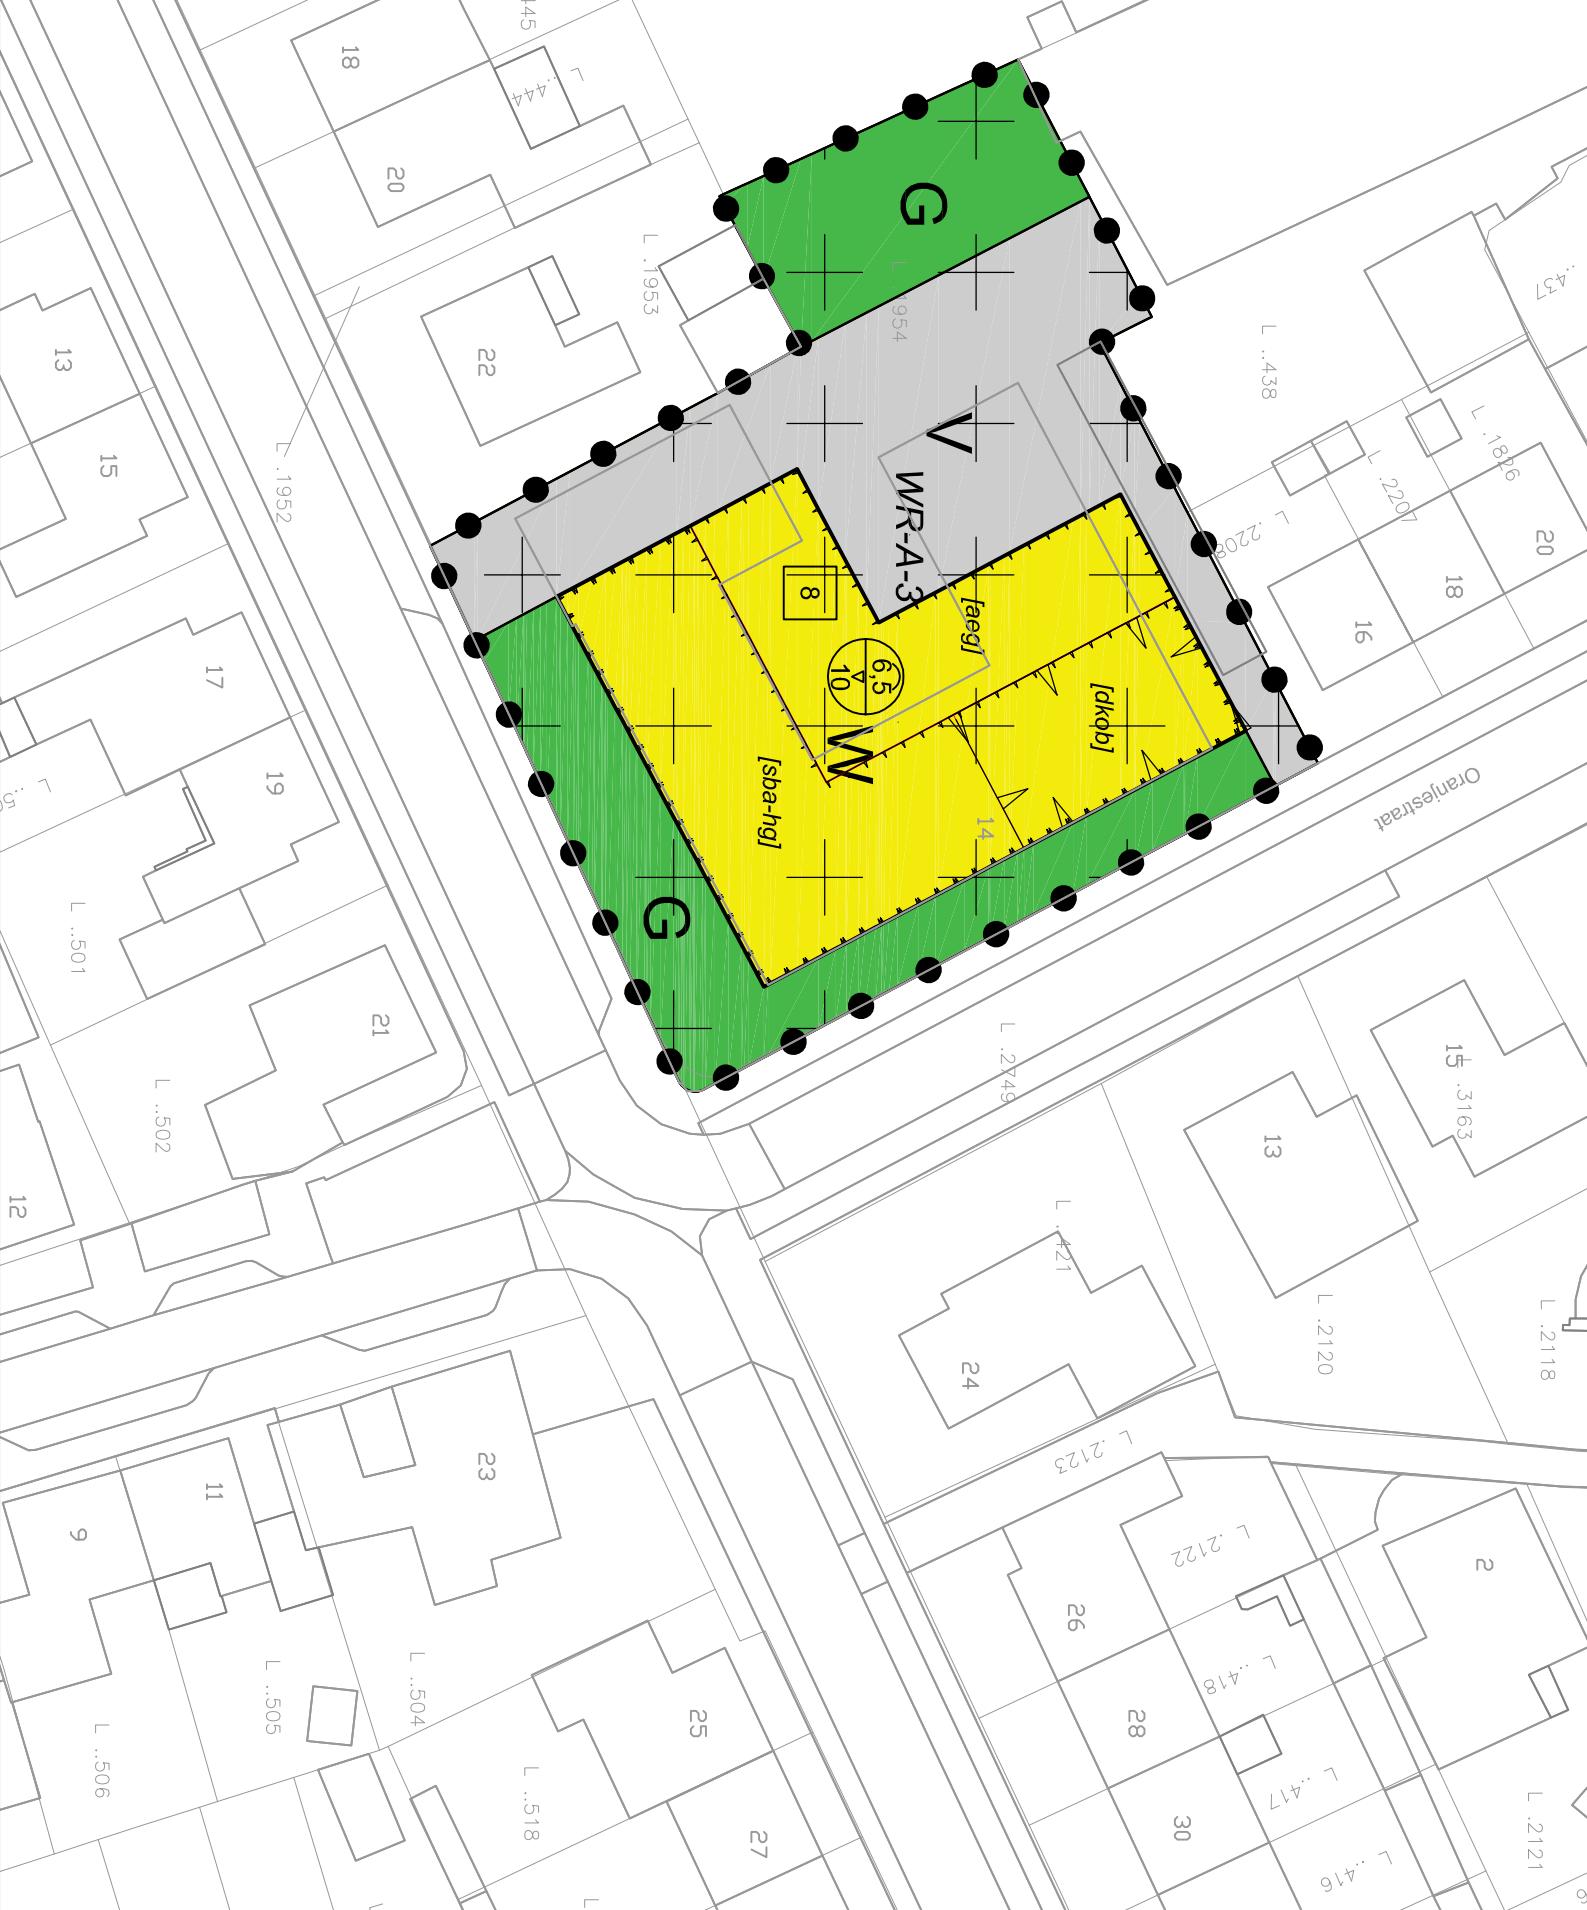 445
18
L ..444
20
G
L .1953
L .1954
22
L ..437
L ..438
13
V
WR-A-3
15
L .1952
L .1826
L .2207
L .2208
20
18
16
8
[aeg]
6,5
10
17
[dkob]
W
[sba-hg]
19
14
Oranjestraat
G
L ..501
21
L .2749
15
L .3163
L ..502
13
12
L ..421
L .2120
L .2118
24
L .2123
23
11
9
L .2122
2
26
L ..505
L ..504
L ..418
25
28
L ..506
L ..518
L ..417
27
30
L .2121
L ..416